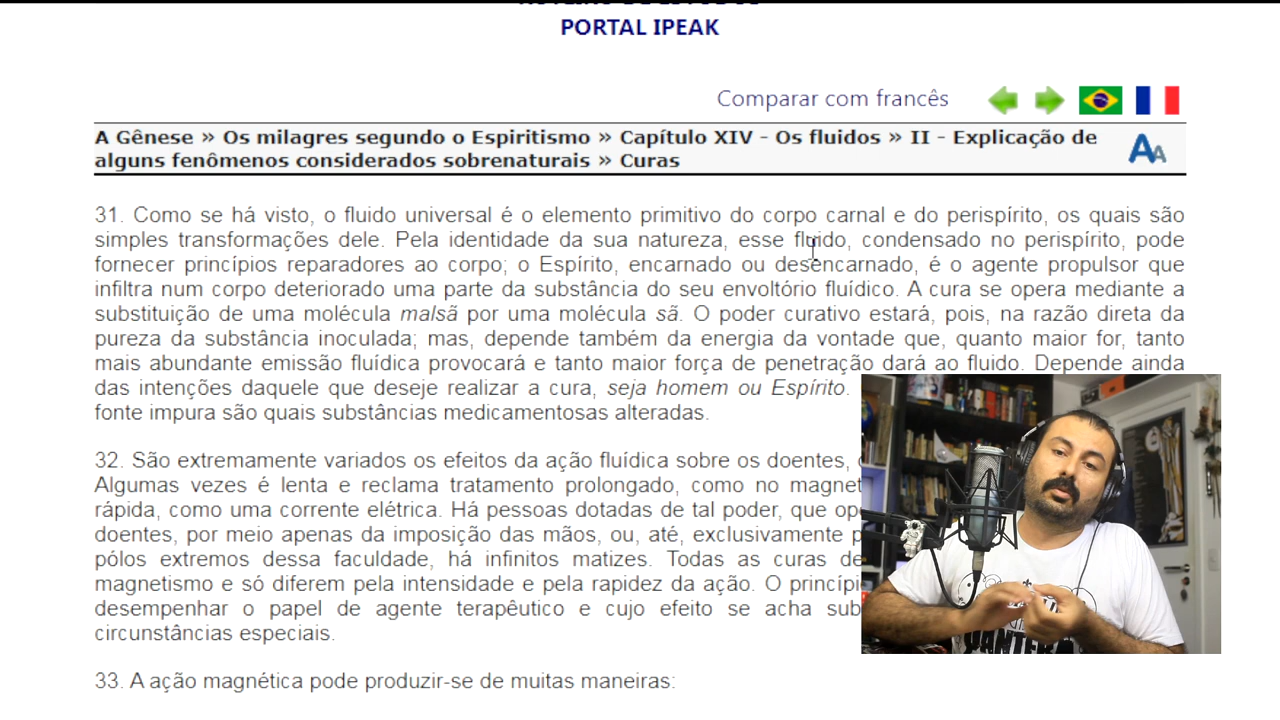 PORTAL IPEAK
Comparar com francês
A Gênese » Os milagres segundo o Espiritismo » Capítulo XIV - Os fluidos » II - Explicação de
alguns fenômenos considerados sobrenaturais » Curas
31. Como se há visto, o fluido universal é o elemento primitivo do corpo carnal e do perispírito, os quais são
simples transformações dele. Pela identidade da sua natureza, esse fluido, condensado no perispírito, pode
fornecer princípios reparadores ao corpo; o Espírito, encarnado ou desencarnado, é o agente propulsor que
infiltra num corpo deteriorado uma parte da substância do seu envoltório fluídico. A cura se opera mediante a
substituição de uma molécula malsã por uma molécula sã. O poder curativo estará, pois, na razão direta da
pureza da substância inoculada; mas, depende também da energia da vontade que, quanto maior for, tanto
mais abundante emissão fluídica provocará e tanto maior força de penetração dará ao fluido. Depende ainda
das intenções daquele que deseje realizar a cura, seja homem ou Espírito.
fonte impura são quais substâncias medicamentosas alteradas.
32. São extremamente variados os efeitos da ação fluídica sobre os doentes,
Algumas vezes é lenta e reclama tratamento prolongado, como no
rápida, como uma corrente elétrica. Há pessoas dotadas de tal poder, que
doentes, por meio apenas da imposição das mãos, ou, até, exclusivamente
pólos extremos dessa faculdade, há infinitos matizes. Todas as curas
magnetismo e só diferem pela intensidade e pela rapidez da ação. O
desempenhar o papel de agente terapêutico e cujo efeito se acha
circunstâncias especiais.
33. A ação magnética pode produzir-se de muitas maneiras: